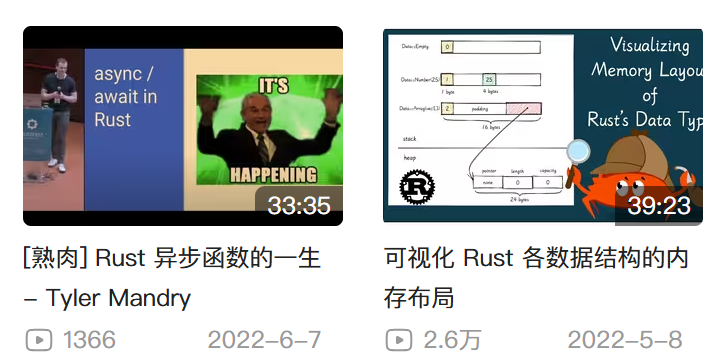 async /
await in
Rust
IT'S
HAPPENING
33:35
[熟肉] Rust 异步函数的一生
- Tyler Mandry
1366
2022-6-7
Data::Empty
0
Data::Number(25)
1
25
1 byte
4 bytes
2
padding
16 bytes
stack
heap
pointer
length
capacity
none
0
0
24 bytes
R
Visualizing
Memory Layou
of
Rust's Data Typ
39:23
可视化 Rust 各数据结构的内
存布局
2.6万
2022-5-8